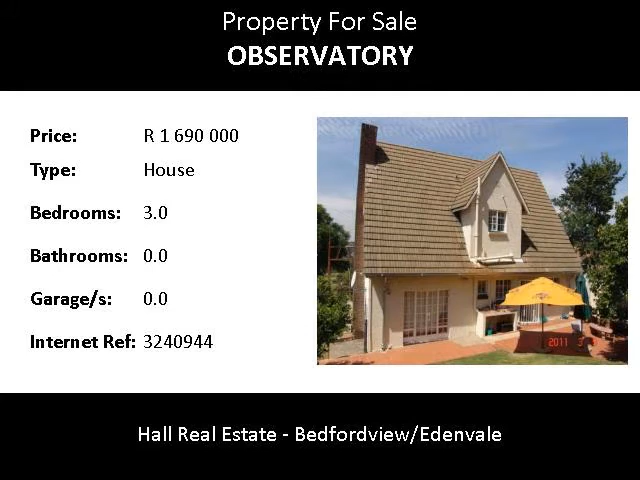 Property For Sale
OBSERVATORY
Price: R 1 690 000
Type: House
Bedrooms: 3.0
Bathrooms: 0.0
Garage/s: 0.0
Internet Ref: 3240944
2011
Hall Real Estate - Bedfordview/Edenvale